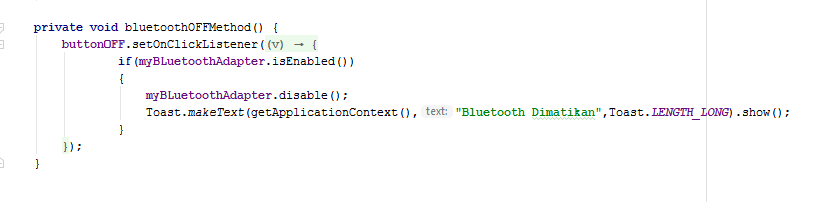 private void bluetoothOFFMethod() {
    buttonOFF.setOnClickListener((v) → {
            if(myBLuetoothAdapter.isEnabled())
            {
                myBLuetoothAdapter.disable();
                Toast.makeText(getApplicationContext(), text: "Bluetooth Dimatikan",Toast.LENGTH_LONG).show();
            }
    });
}